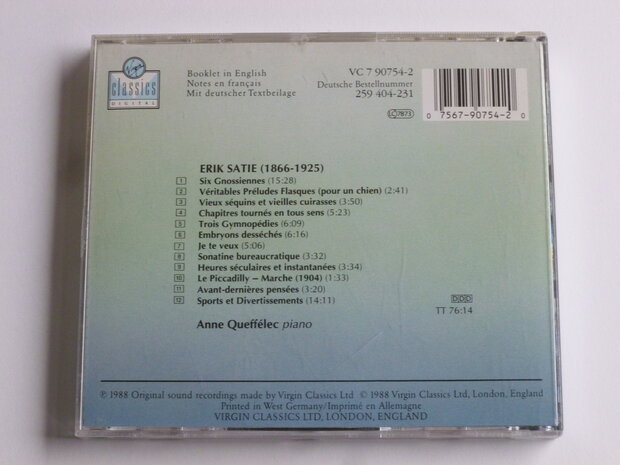 Virgin
classics
DIGITAL
Booklet in English
Notes en français
Mit deutscher Textbeilage
VC 7 90754-2
Deutsche Bestellnummer
259 404-231
LC 7873
0 7567-90754-2 0
ERIK SATIE (1866-1925)
1 Six Gnossiennes (15:28)
2 Véritables Préludes Flasques (pour un chien) (2:41)
3 Vieux séquins et vieilles cuirasses (3:50)
4 Chapitres tournés en tous sens (5:23)
5 Trois Gymnopédies (6:09)
6 Embryons desséchés (6:16)
7 Je te veux (5:06)
8 Sonatine bureaucratique (3:32)
9 Heures séculaires et instantanées (3:34)
10 Le Piccadilly – Marche (1904) (1:33)
11 Avant-dernières pensées (3:20)
12 Sports et Divertissements (14:11)
DDD
TT 76:14
Anne Queffélec piano
℗ 1988 Original sound recordings made by Virgin Classics Ltd © 1988 Virgin Classics Ltd, London, England
Printed in West Germany/Imprimé en Allemagne
VIRGIN CLASSICS LTD, LONDON, ENGLAND